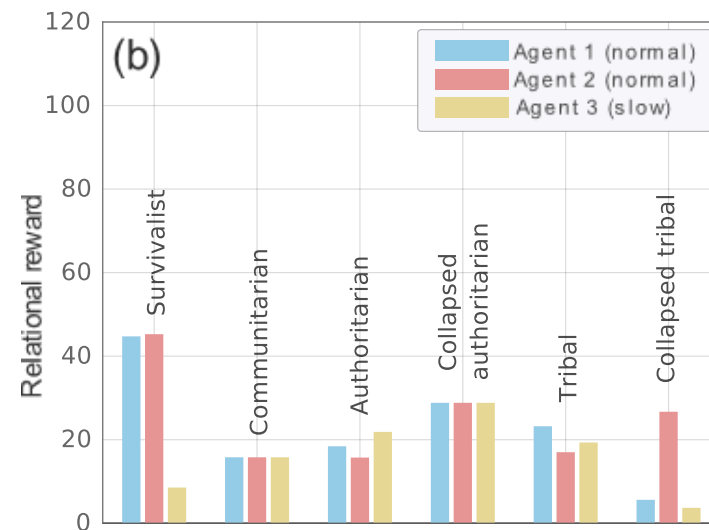 (b)
Agent 1 (normal)
Agent 2 (normal)
Agent 3 (slow)
Relational reward
120
100
80
60
40
20
0
Survivalist
Communitarian
Authoritarian
Collapsed
authoritarian
Tribal
Collapsed tribal